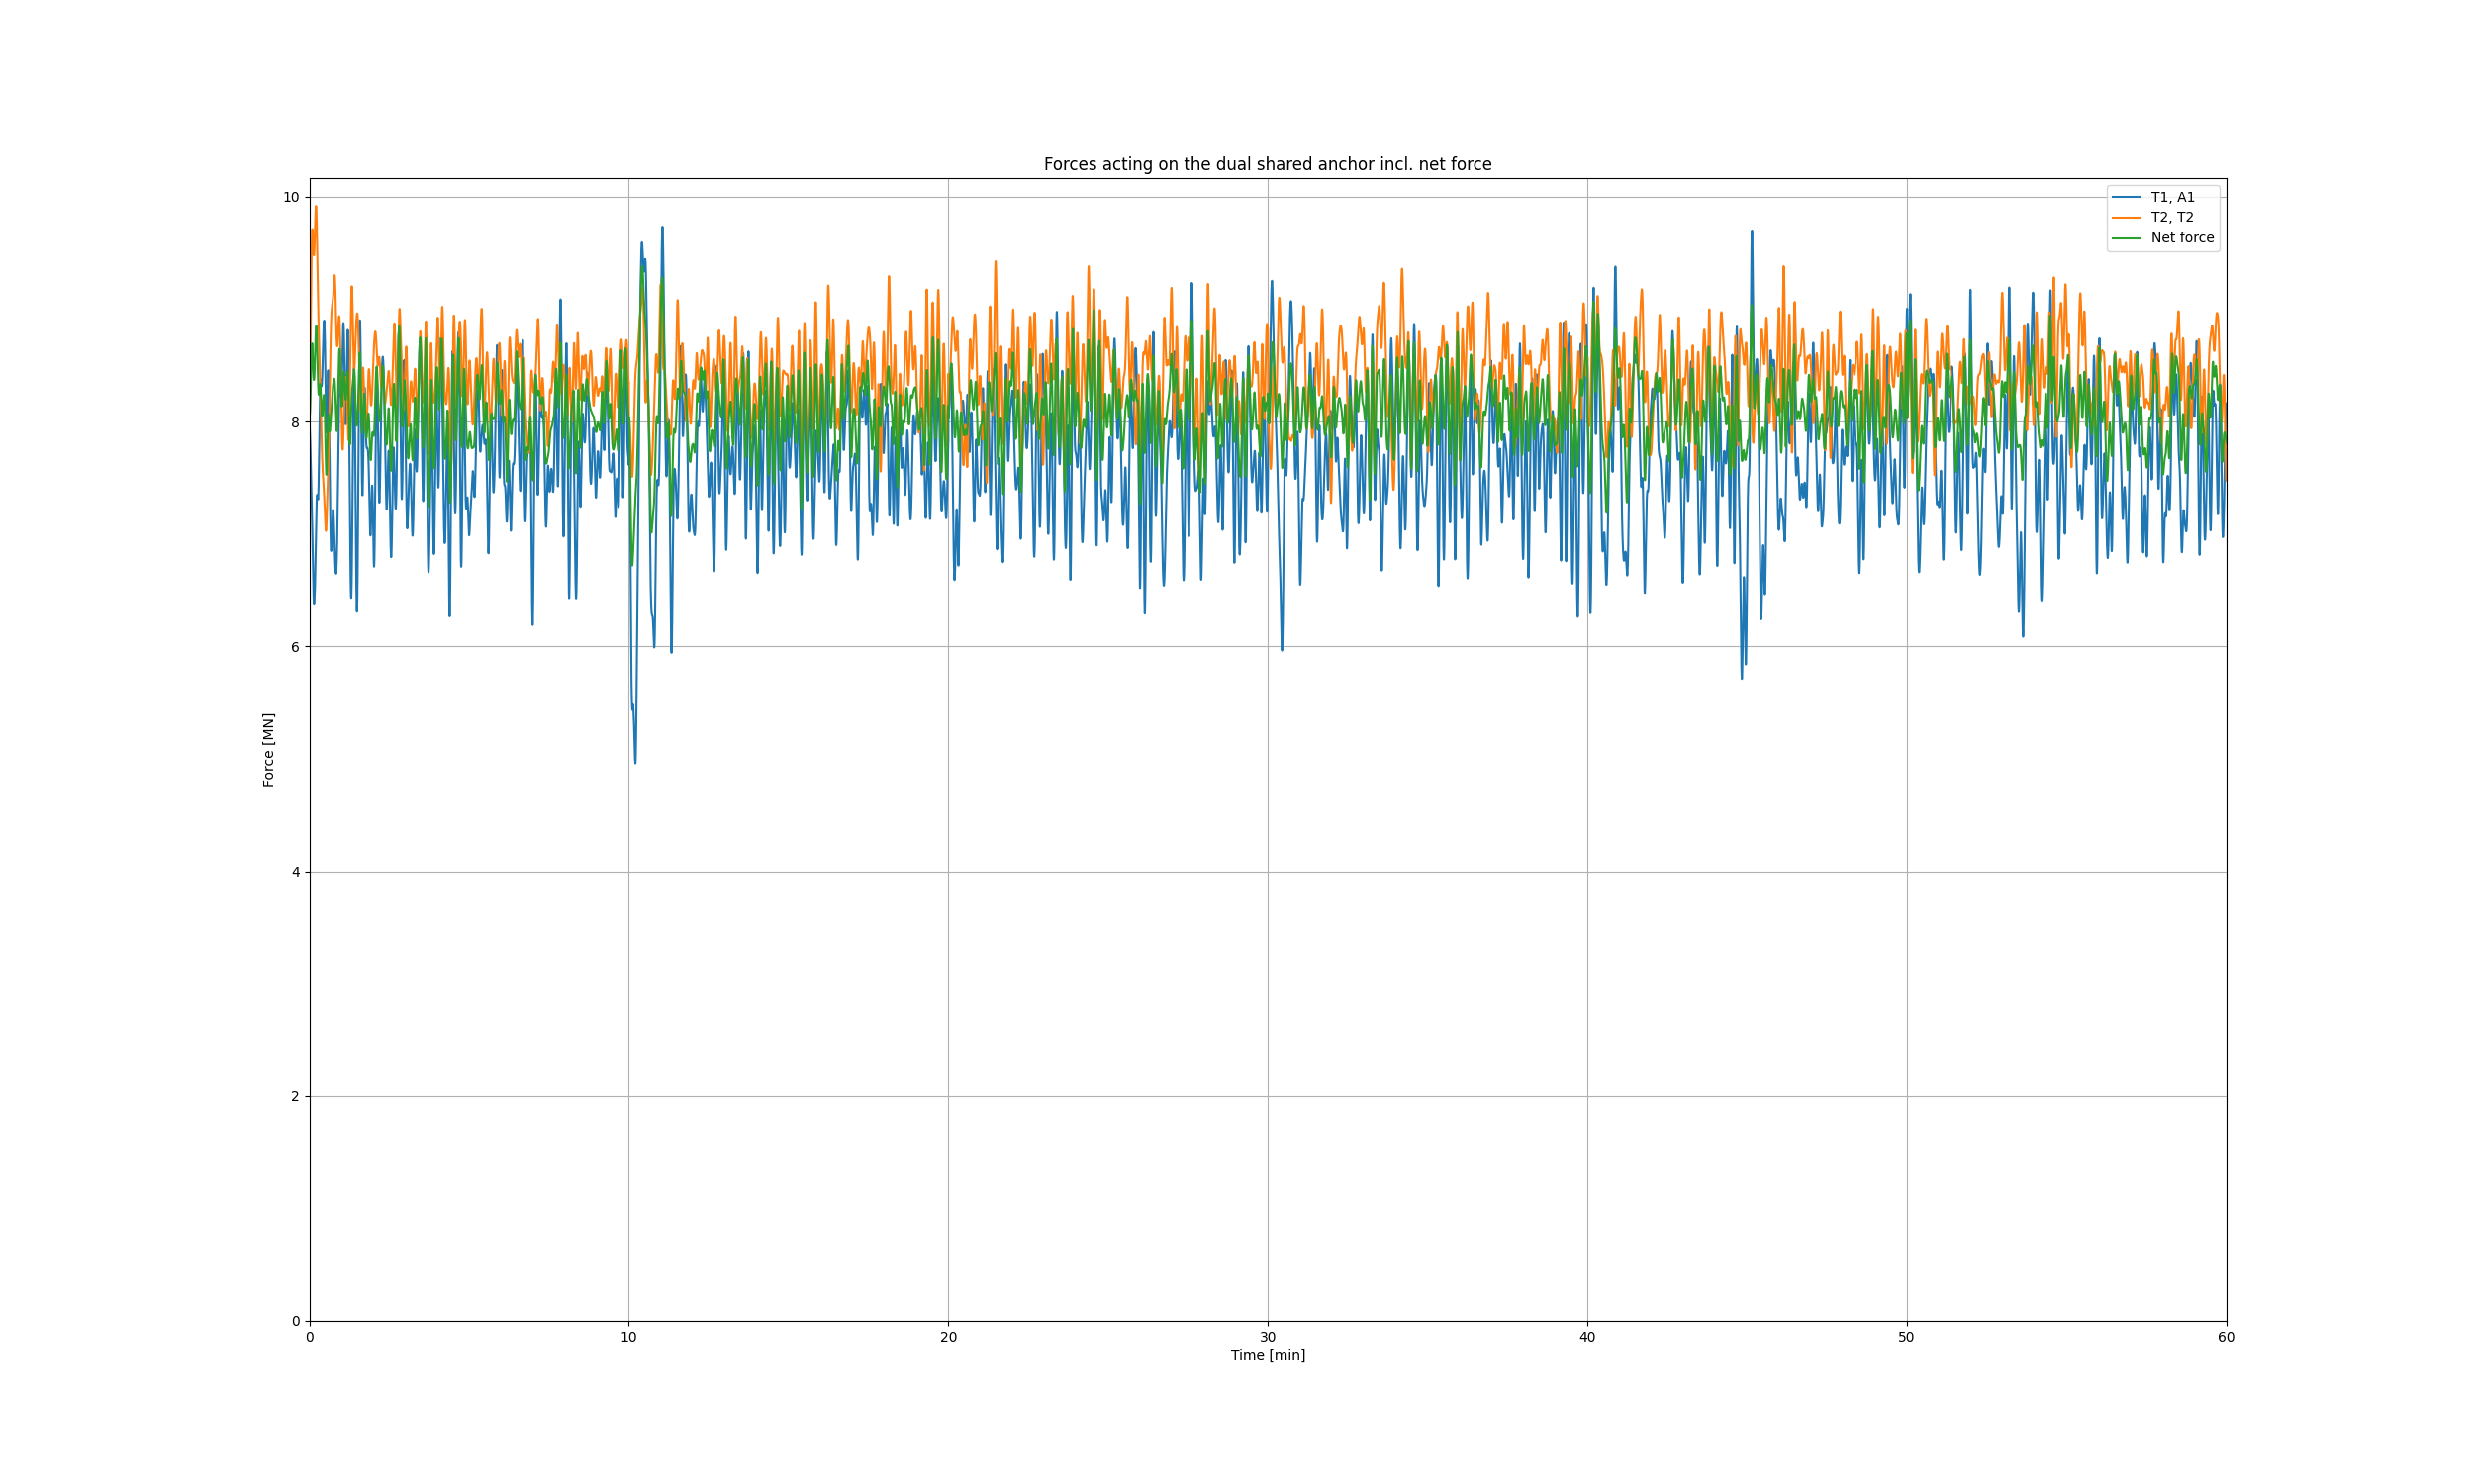 Forces acting on the dual shared anchor incl. net force
T1, A1
T2, T2
Net force
10
8
6
4
2
0
Force [MN]
0 10 20 30 40 50 60
Time [min]